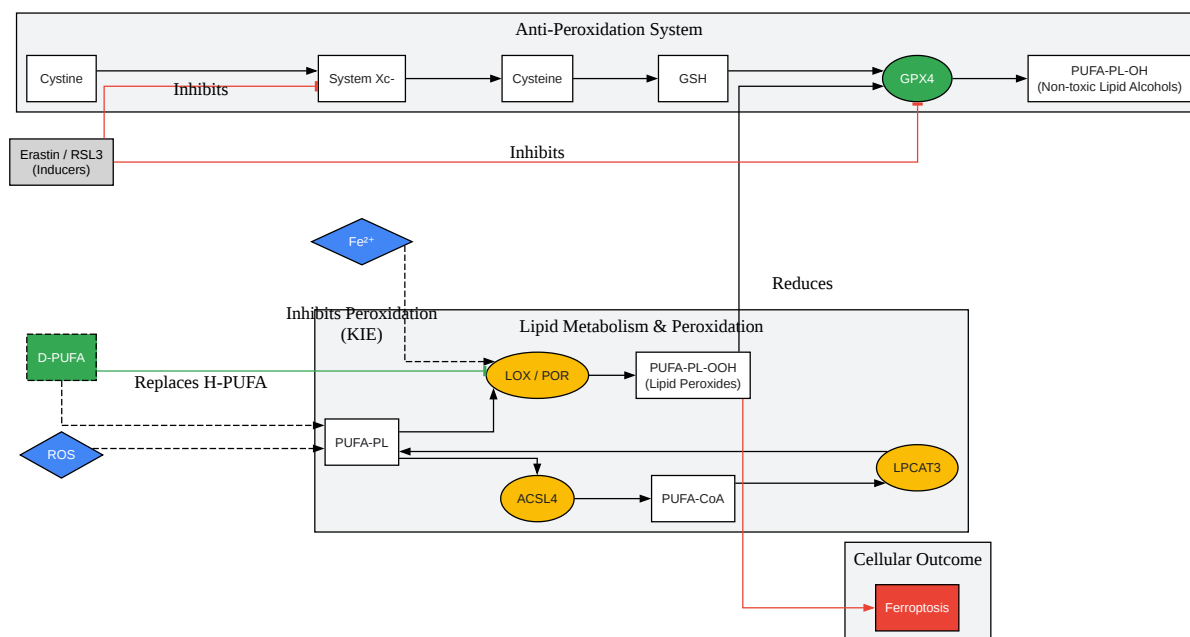 Anti-Peroxidation System
Cystine
System Xc-
Cysteine
GSH
GPX4
PUFA-PL-OH
(Non-toxic Lipid Alcohols)
Inhibits
Erastin / RSL3
(Inducers)
Inhibits
Fe²⁺
Reduces
Inhibits Peroxidation
(KIE)
Lipid Metabolism & Peroxidation
D-PUFA
Replaces H-PUFA
LOX / POR
PUFA-PL-OOH
(Lipid Peroxides)
ROS
PUFA-PL
LPCAT3
ACSL4
PUFA-CoA
Cellular Outcome
Ferroptosis